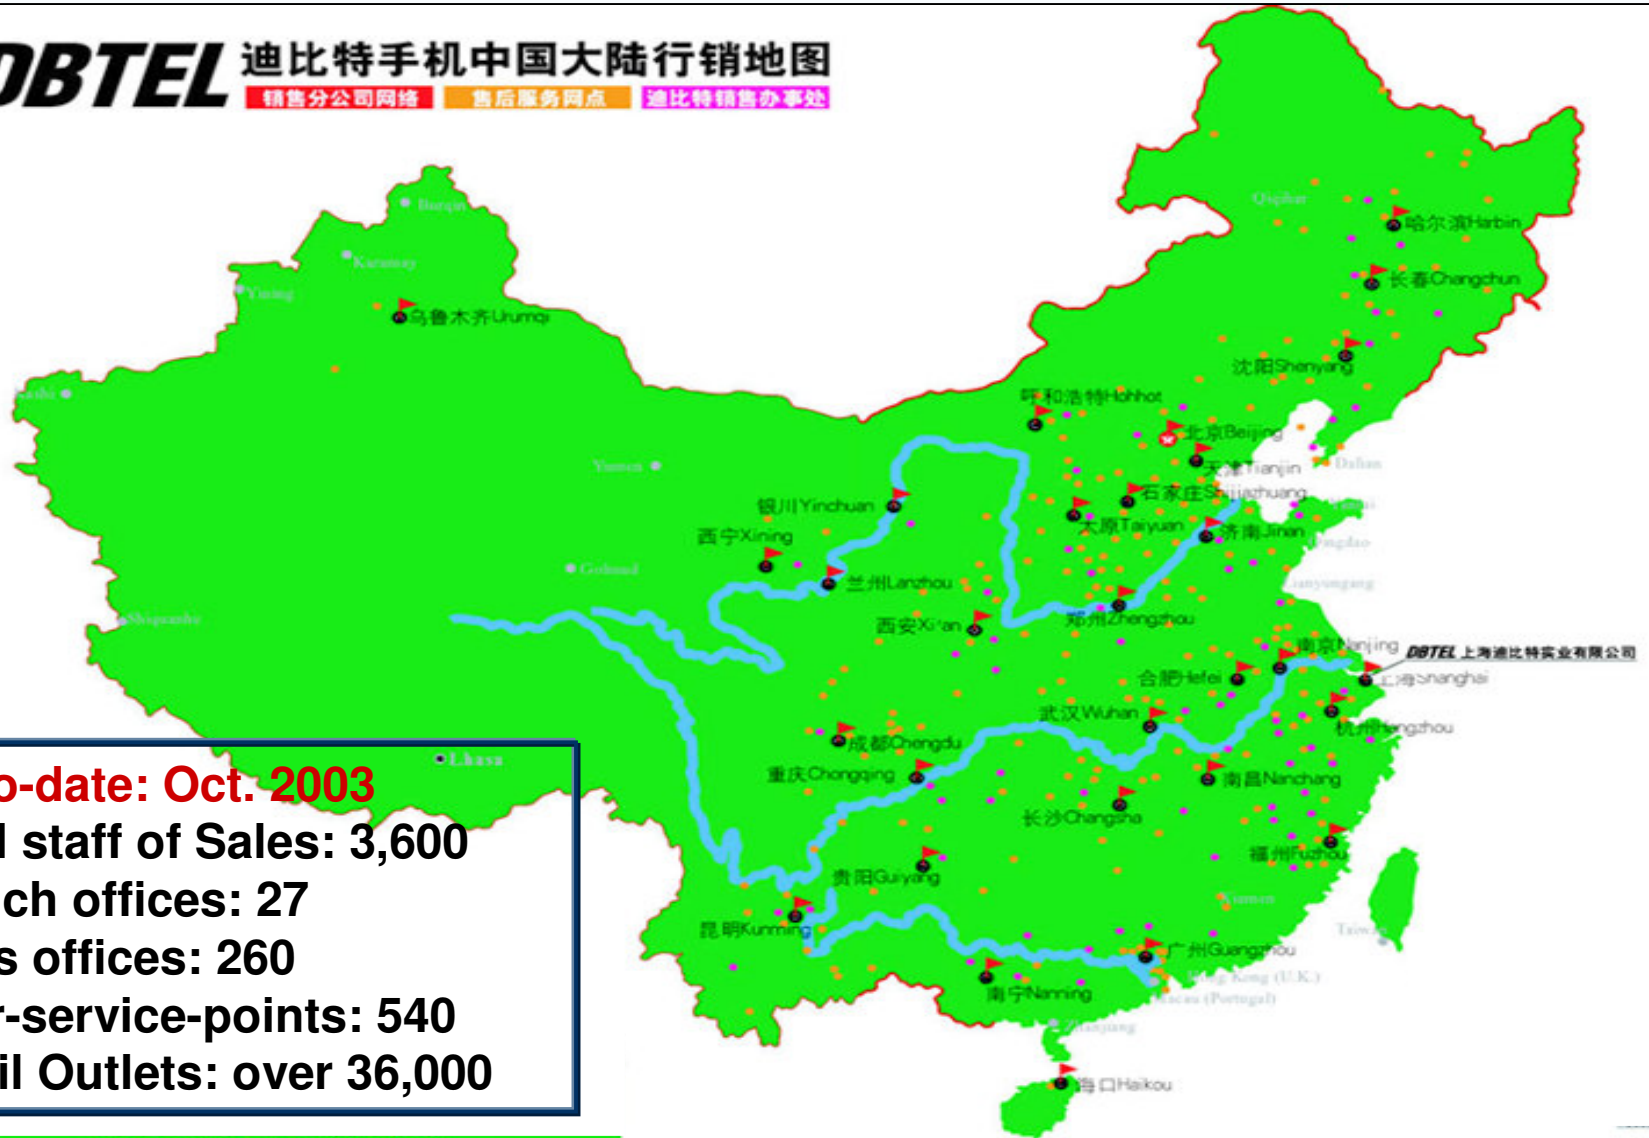 DBTEL 迪比特手机中国大陆行销地图
销售分公司网络 售后服务网点 迪比特销售办事处
Qiqihar
Burqin
哈尔滨Harbin
Karamay
长春Changchun
Yining
乌鲁木齐Urumqi
沈阳Shenyang
Kashi
呼和浩特Hohhot
北京Beijing
Yumen
天津Tianjin
Dalian
石家庄Shijiazhuang
银川Yinchuan
太原Taiyuan
济南Jinan
西宁Xining
Golmud
兰州Lanzhou
Shiquanhe
郑州Zhengzhou
西安Xi'an
南京Nanjing
DBTEL 上海迪比特实业有限公司
合肥Hefei
上海Shanghai
武汉Wuhan
杭州Hangzhou
成都Chengdu
Lhasa
重庆Chongqing
南昌Nanchang
长沙Changsha
o-date: Oct. 2003
l staff of Sales: 3,600
福州Fuzhou
贵阳Guiyang
ch offices: 27
Xiamen
昆明Kunming
Taiwan
s offices: 260
广州Guangzhou
Hong Kong (U.K.)
南宁Nanning
Macau (Portugal)
r-service-points: 540
Zhanjiang
il Outlets: over 36,000
海口Haikou